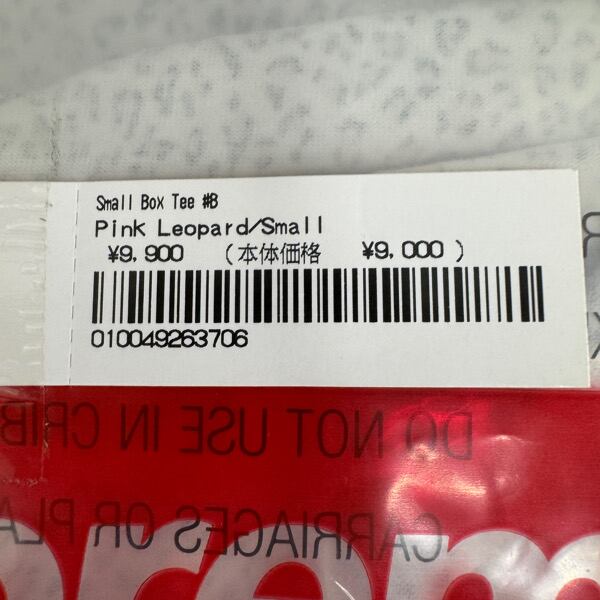 Small Box Tee #B
Pink Leopard/Small
¥9,900 (本体価格 ¥9,000)
010049263706
DO NOT USE IN CRIB
CARRIAGES OR PLA
preme